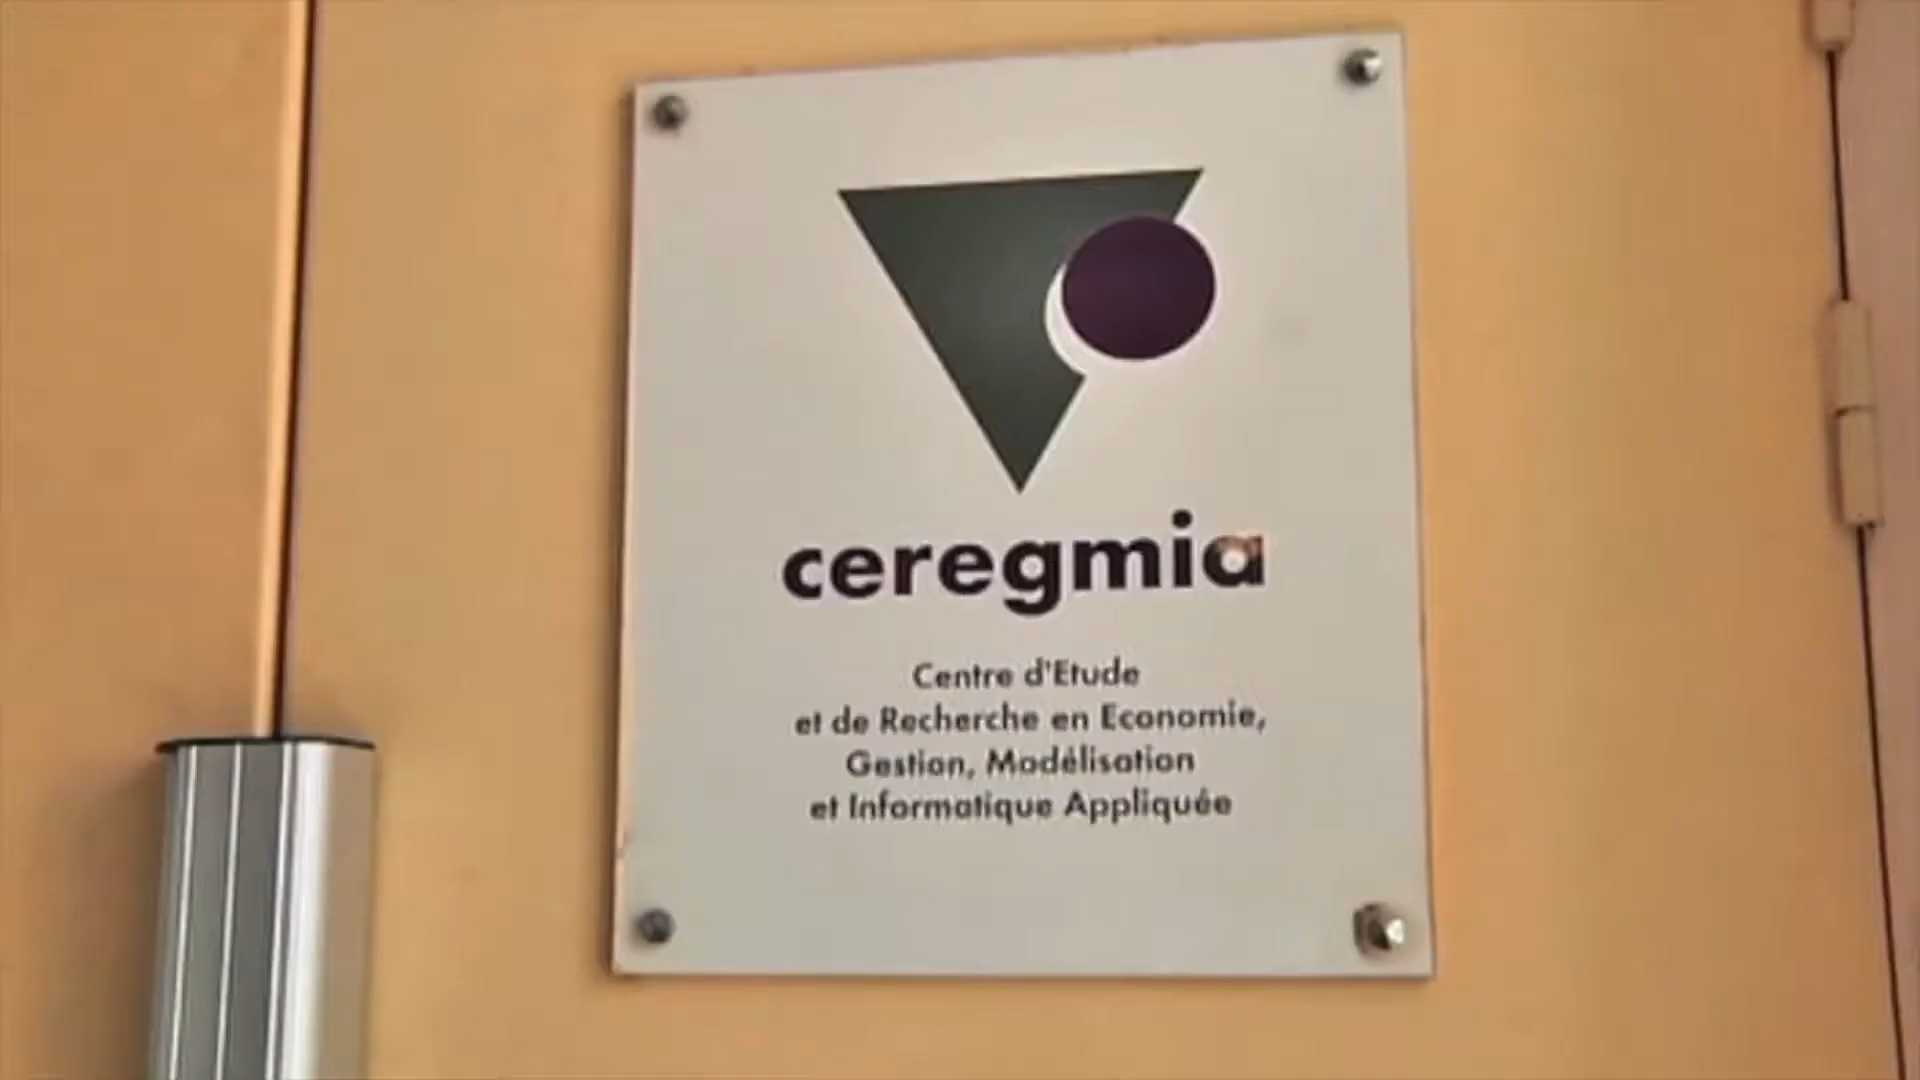 ceregmia
Centre d'Etude
et de Recherche en Economie,
Gestion, Modélisation
et Informatique Appliquée